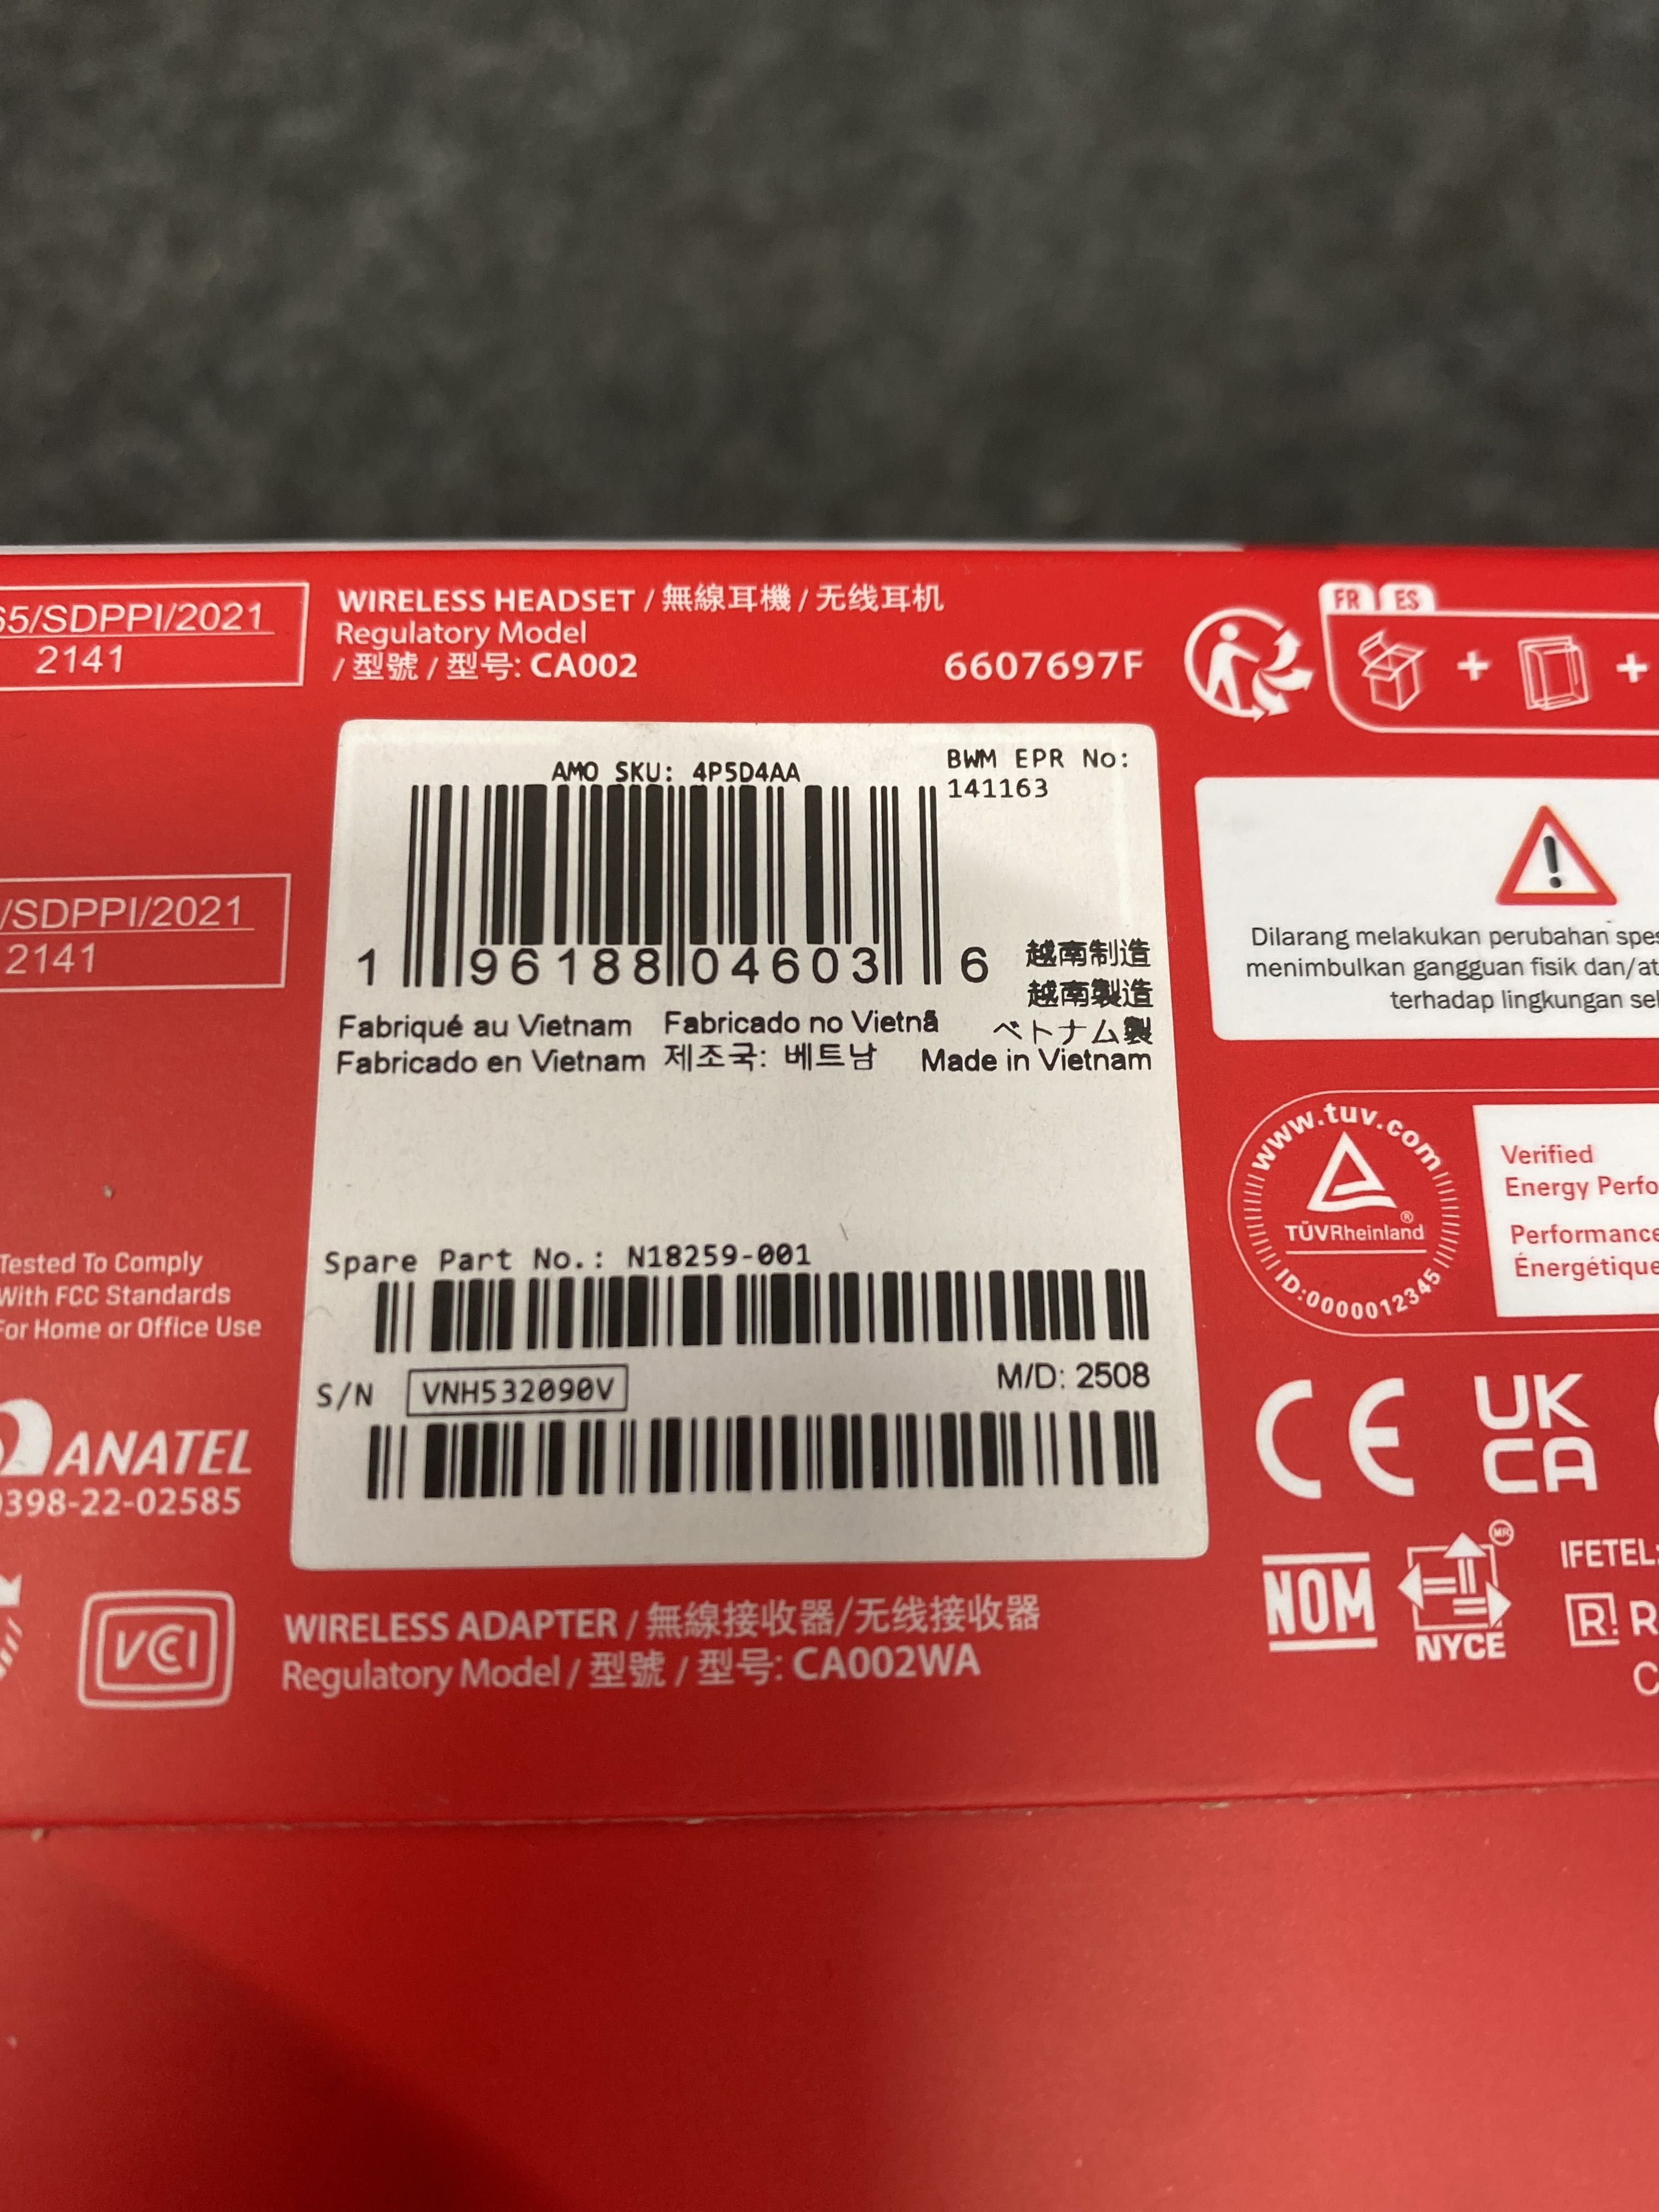 65/SDPPI/2021
2141
WIRELESS HEADSET / 無線耳機 / 无线耳机
Regulatory Model
/ 型號 / 型号: CA002
6607697F
FR ES
+ +
AMO SKU: 4P5D4AA
BWM EPR No:
141163
1 96188 04603 6
越南制造
越南製造
ベトナム製
Made in Vietnam
Fabriqué au Vietnam Fabricado no Vietnã
Fabricado en Vietnam 제조국: 베트남
Spare Part No.: N18259-001
S/N VNH532090V
M/D: 2508
/SDPPI/2021
2141
Tested To Comply
With FCC Standards
For Home or Office Use
ANATEL
0398-22-02585
VCCI
WIRELESS ADAPTER / 無線接收器/无线接收器
Regulatory Model / 型號 / 型号: CA002WA
Dilarang melakukan perubahan spe
menimbulkan gangguan fisik dan/at
terhadap lingkungan se
www.tuv.com
TÜVRheinland®
ID:0000012345
Verified
Energy Perfo
Performance
Énergétique
CE
UK
CA
NOM
MR
NYCE
IFETEL:
R! R
C